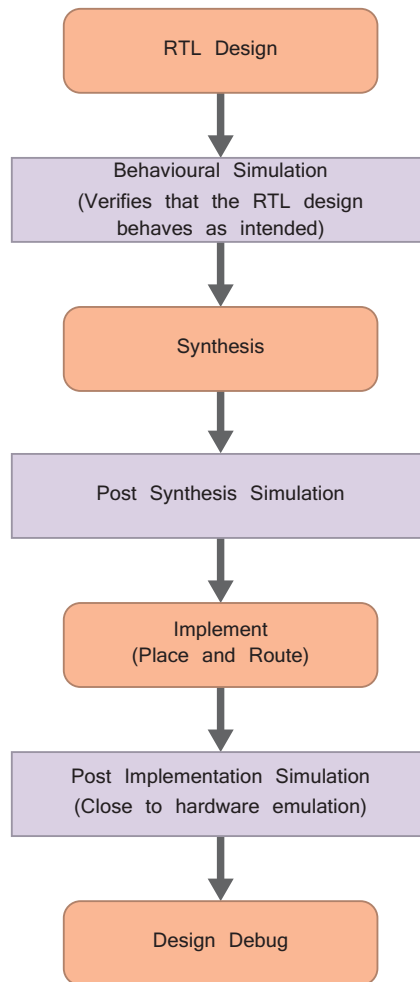 RTL Design
Behavioural Simulation
(Verifies that the RTL design
behaves as intended)
Synthesis
Post Synthesis Simulation
Implement
(Place and Route)
Post Implementation Simulation
(Close to hardware emulation)
Design Debug